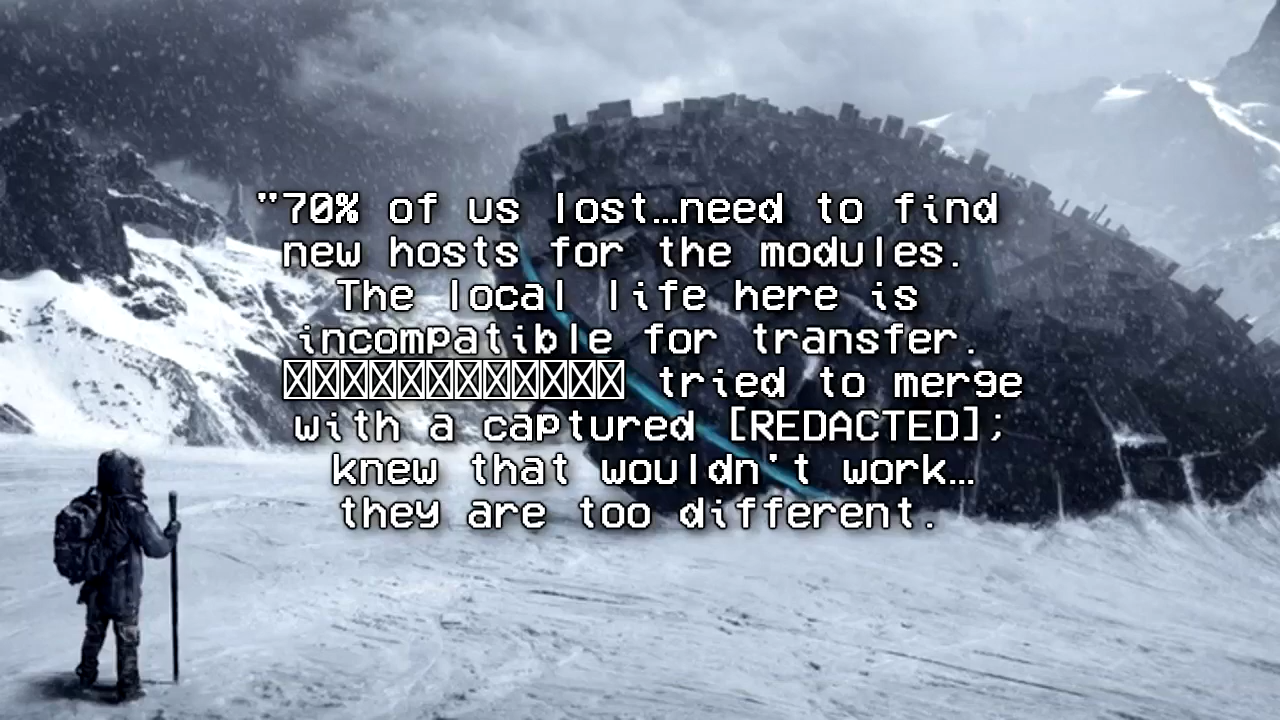 "70% of us lost…need to find
new hosts for the modules.
The local life here is
incompatible for transfer.
☒☒☒☒☒☒☒☒☒☒☒☒ tried to merge
with a captured [REDACTED];
knew that wouldn't work…
they are too different.